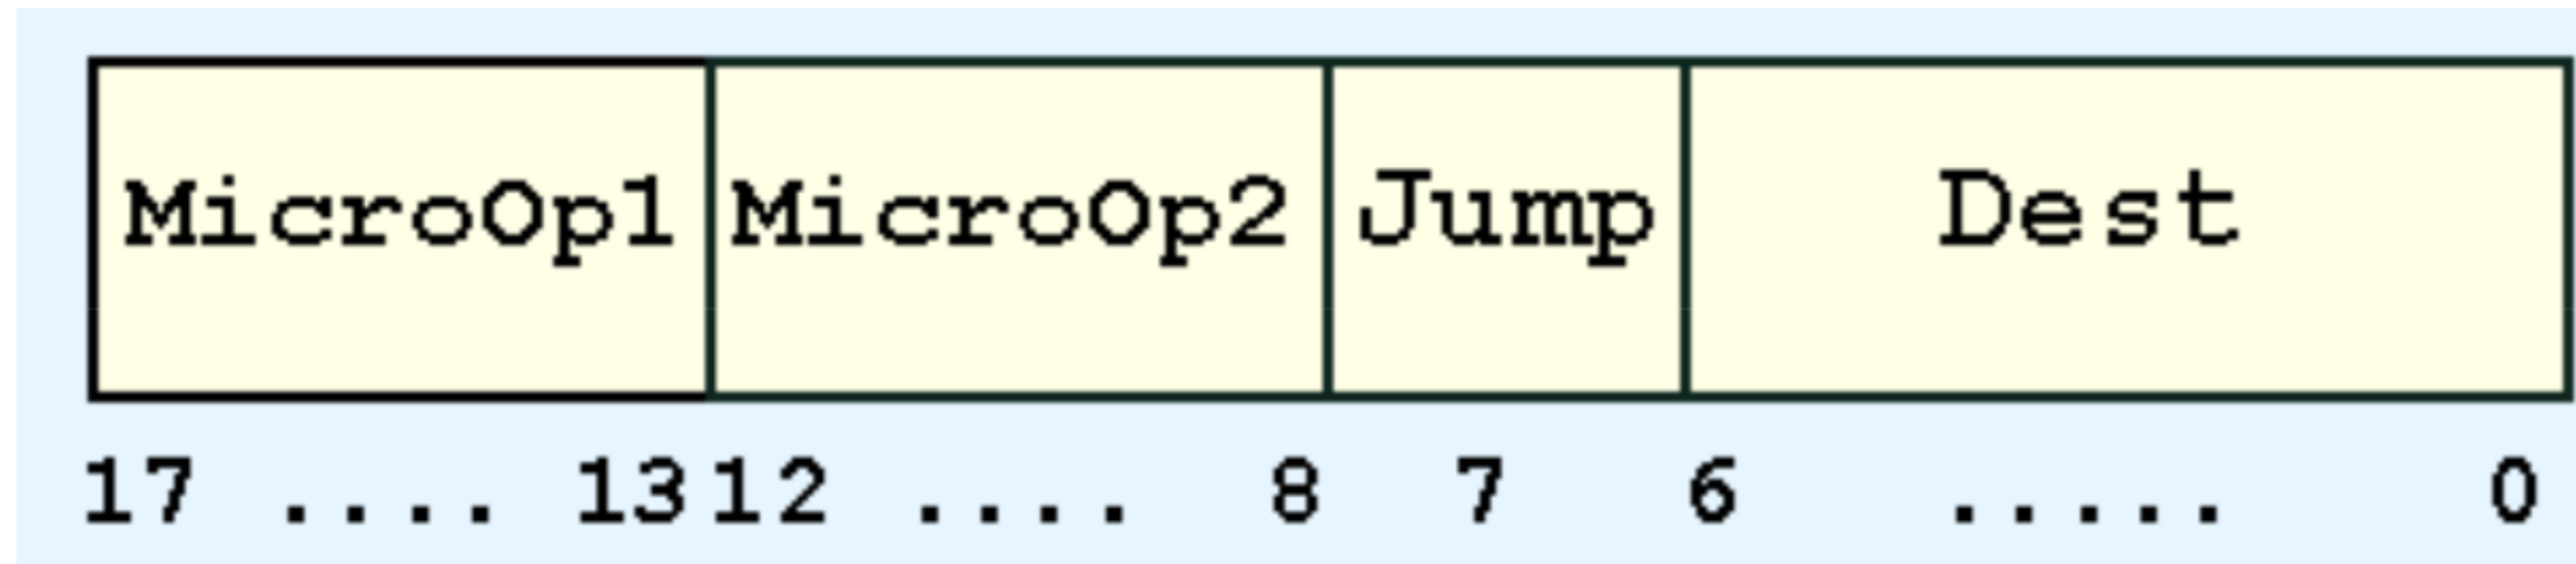 MicroOp1 MicroOp2 Jump Dest
17 .... 13 12 .... 8 7 6 ..... 0